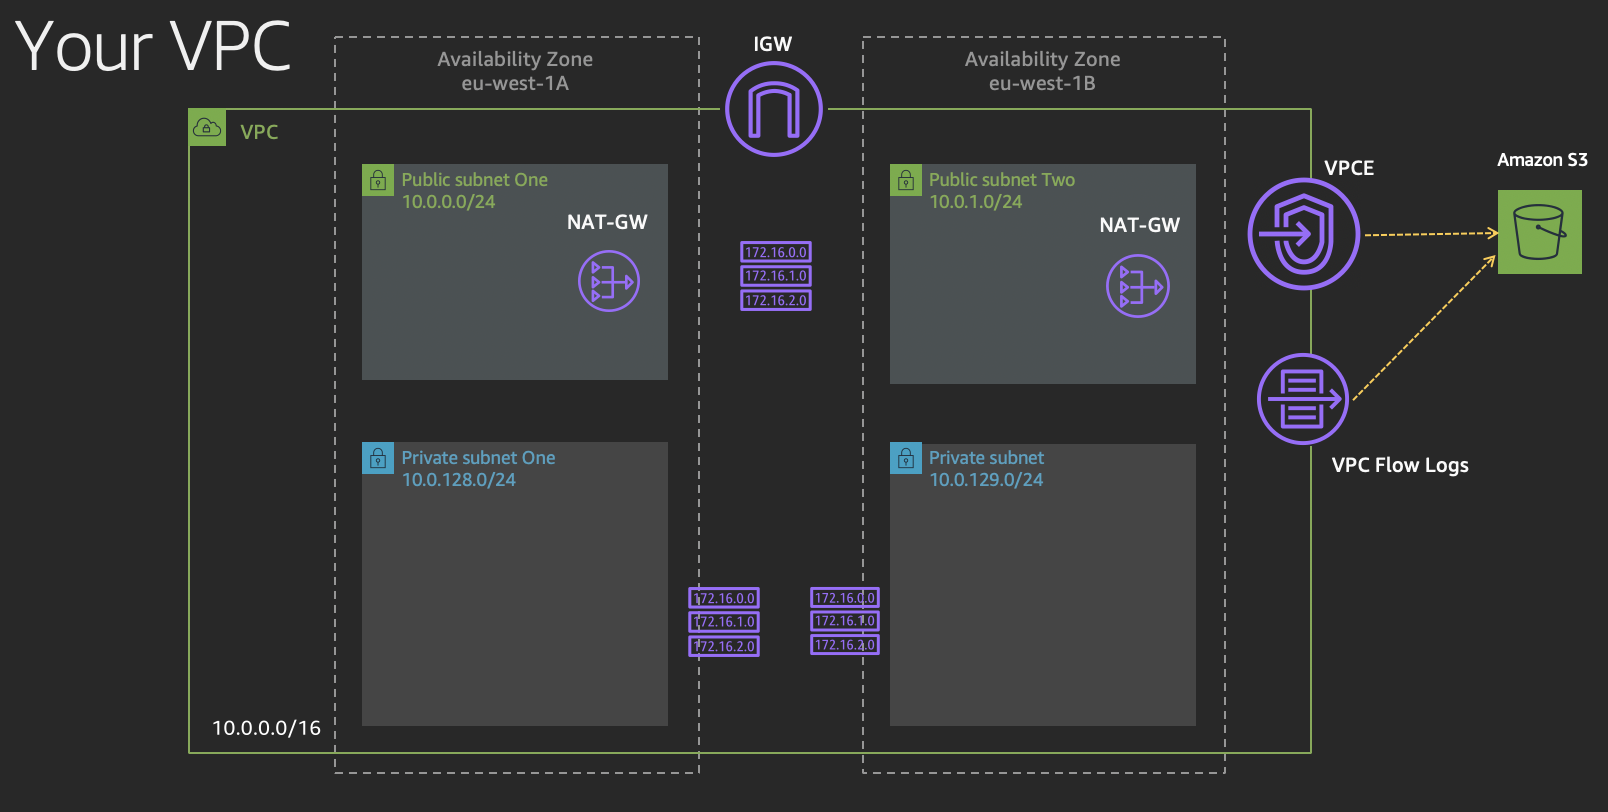 Your VPC
Availability Zone
eu-west-1A
IGW
Availability Zone
eu-west-1B
VPC
VPCE
Amazon S3
Public subnet One
10.0.0.0/24
NAT-GW
Public subnet Two
10.0.1.0/24
NAT-GW
172.16.0.0
172.16.1.0
172.16.2.0
VPC Flow Logs
Private subnet One
10.0.128.0/24
Private subnet
10.0.129.0/24
172.16.0.0
172.16.1.0
172.16.2.0
172.16.0.0
172.16.1.0
172.16.2.0
10.0.0.0/16